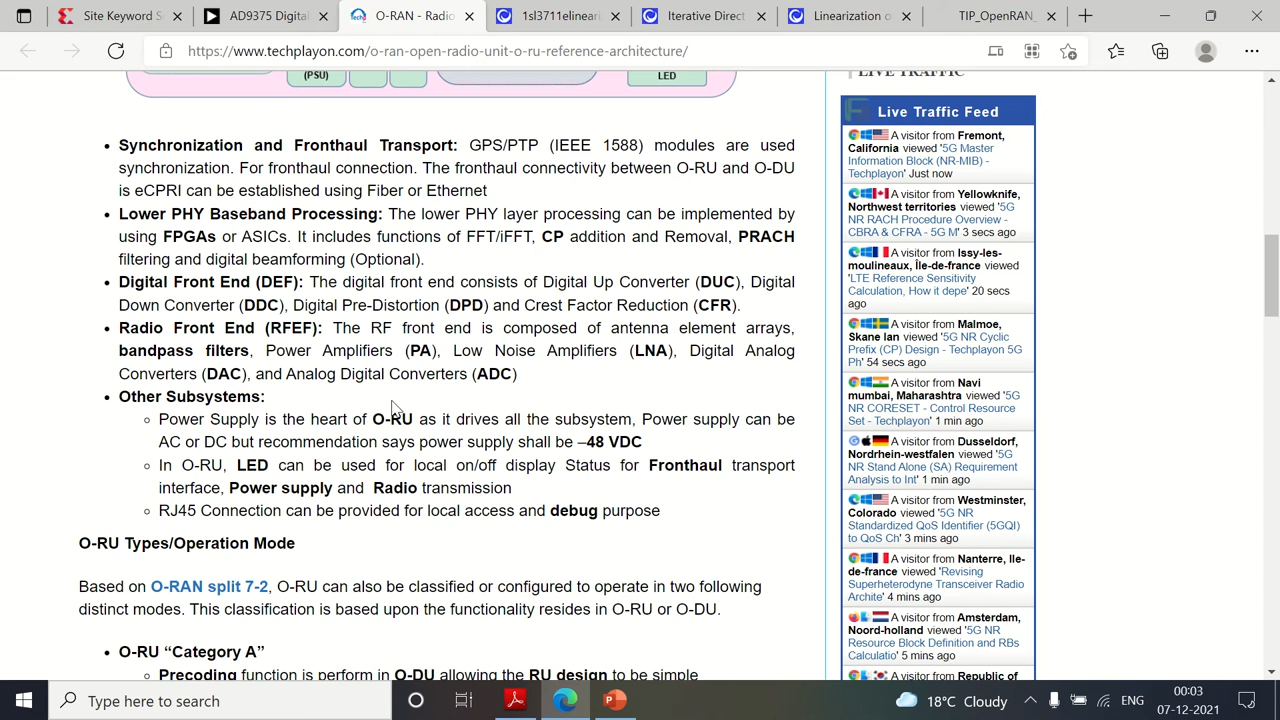 Site Keyword S
AD9375 Digital
O-RAN - Radio
1sl3711elinear
Iterative Direct
Linearization o
TIP_OpenRAN_
https://www.techplayon.com/o-ran-open-radio-unit-o-ru-reference-architecture/
(PSU)
LED
• Synchronization and Fronthaul Transport: GPS/PTP (IEEE 1588) modules are used
synchronization. For fronthaul connection. The fronthaul connectivity between O-RU and O-DU
is eCPRI can be established using Fiber or Ethernet
• Lower PHY Baseband Processing: The lower PHY layer processing can be implemented by
using FPGAs or ASICs. It includes functions of FFT/iFFT, CP addition and Removal, PRACH
filtering and digital beamforming (Optional).
• Digital Front End (DEF): The digital front end consists of Digital Up Converter (DUC), Digital
Down Converter (DDC), Digital Pre-Distortion (DPD) and Crest Factor Reduction (CFR).
• Radio Front End (RFEF): The RF front end is composed of antenna element arrays,
bandpass filters, Power Amplifiers (PA), Low Noise Amplifiers (LNA), Digital Analog
Converters (DAC), and Analog Digital Converters (ADC)
• Other Subsystems:
○ Power Supply is the heart of O-RU as it drives all the subsystem, Power supply can be
AC or DC but recommendation says power supply shall be –48 VDC
○ In O-RU, LED can be used for local on/off display Status for Fronthaul transport
interface, Power supply and Radio transmission
○ RJ45 Connection can be provided for local access and debug purpose
O-RU Types/Operation Mode
Based on O-RAN split 7-2, O-RU can also be classified or configured to operate in two following
distinct modes. This classification is based upon the functionality resides in O-RU or O-DU.
• O-RU “Category A”
Precoding function is perform in O-DU allowing the RU design to be simple
LIVE TRAFFIC
Live Traffic Feed
A visitor from Fremont,
California viewed '5G Master
Information Block (NR-MIB) -
Techplayon' Just now
A visitor from Yellowknife,
Northwest territories viewed '5G
NR RACH Procedure Overview -
CBRA & CFRA - 5G M' 3 secs ago
A visitor from Issy-les-
moulineaux, Île-de-france viewed
'LTE Reference Sensitivity
Calculation, How it depe' 20 secs
ago
A visitor from Malmoe,
Skane lan viewed '5G NR Cyclic
Prefix (CP) Design - Techplayon 5G
Ph' 54 secs ago
A visitor from Navi
mumbai, Maharashtra viewed '5G
NR CORESET - Control Resource
Set - Techplayon' 1 min ago
A visitor from Dusseldorf,
Nordrhein-westfalen viewed '5G
NR Stand Alone (SA) Requirement
Analysis to Int' 1 min ago
A visitor from Westminster,
Colorado viewed '5G NR
Standardized QoS Identifier (5GQI)
to QoS Ch' 3 mins ago
A visitor from Nanterre, Ile-
de-france viewed 'Revising
Superheterodyne Transceiver Radio
Archite' 4 mins ago
A visitor from Amsterdam,
Noord-holland viewed '5G NR
Resource Block Definition and RBs
Calculatio' 5 mins ago
A visitor from Republic of
Type here to search
18°C Cloudy
ENG
00:03
07-12-2021